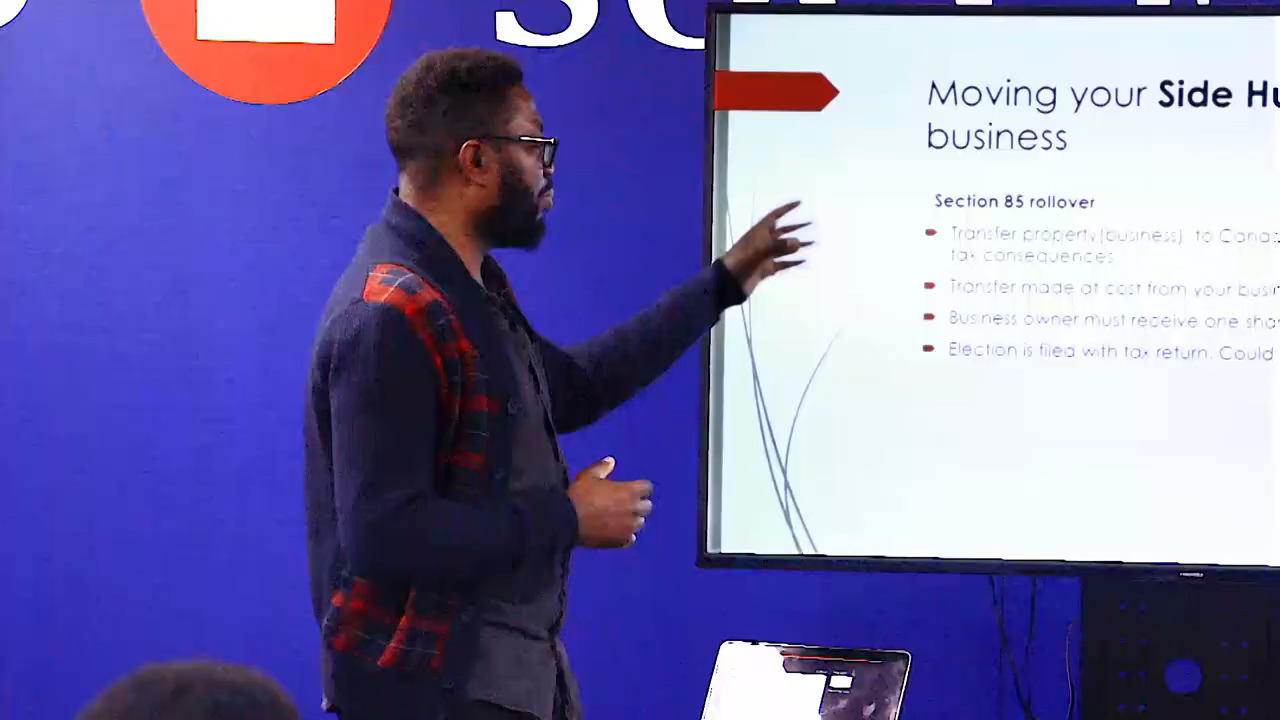 Moving your Side Hu
business
Section 85 rollover
Transfer property(business) to Cana
tax consequences
Transfer made at cost from your busi
Business owner must receive one sha
Election is filed with tax return. Could